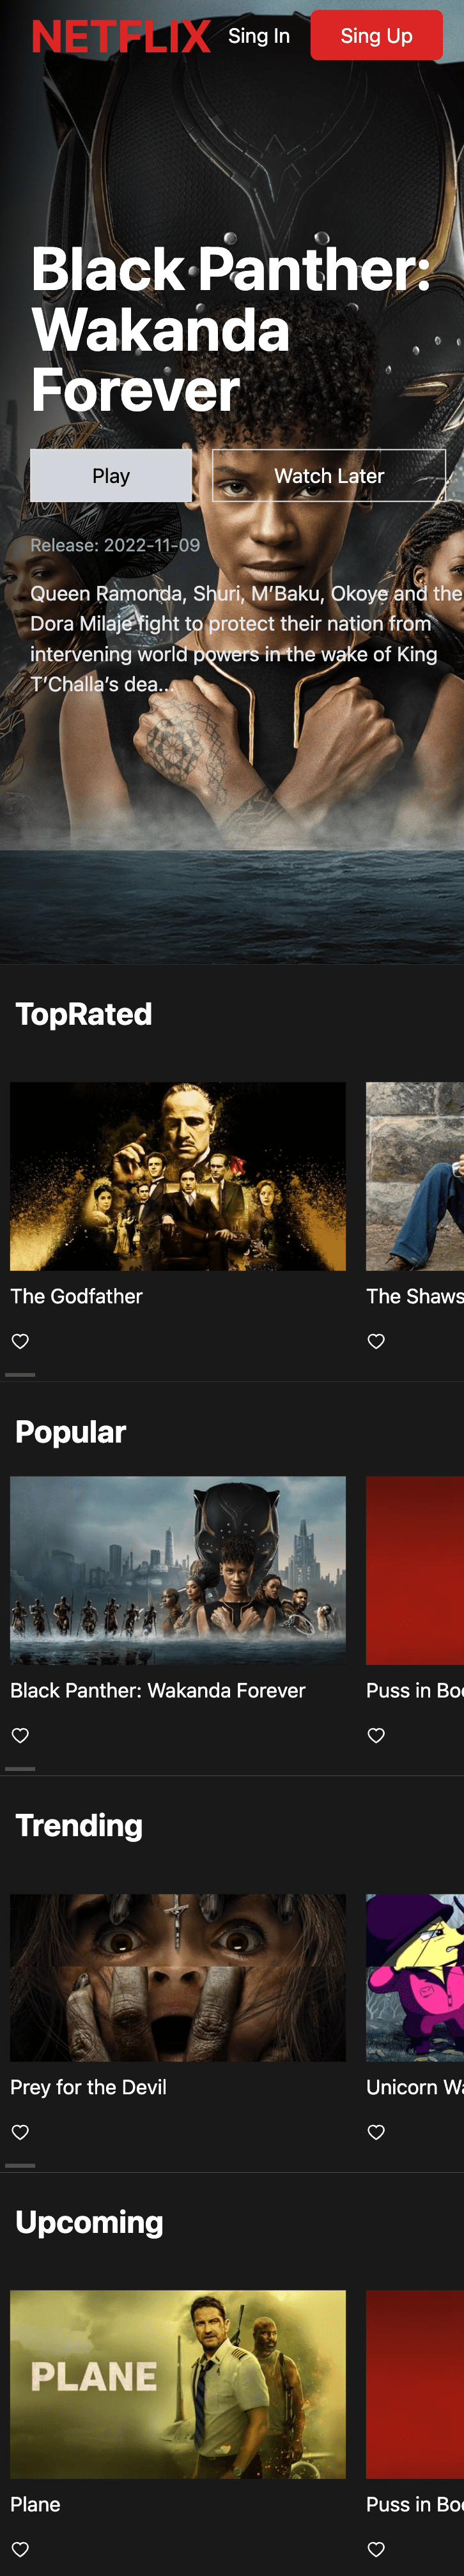 NETFLIX
Sing In
Sing Up
Black Panther:
Wakanda
Forever
Play
Watch Later
Release: 2022-11-09
Queen Ramonda, Shuri, M’Baku, Okoye and the
Dora Milaje fight to protect their nation from
intervening world powers in the wake of King
T’Challa’s dea...
TopRated
The Godfather
The Shaws
Popular
Black Panther: Wakanda Forever
Puss in Boo
Trending
Prey for the Devil
Unicorn Wa
Upcoming
PLANE
Plane
Puss in Boo